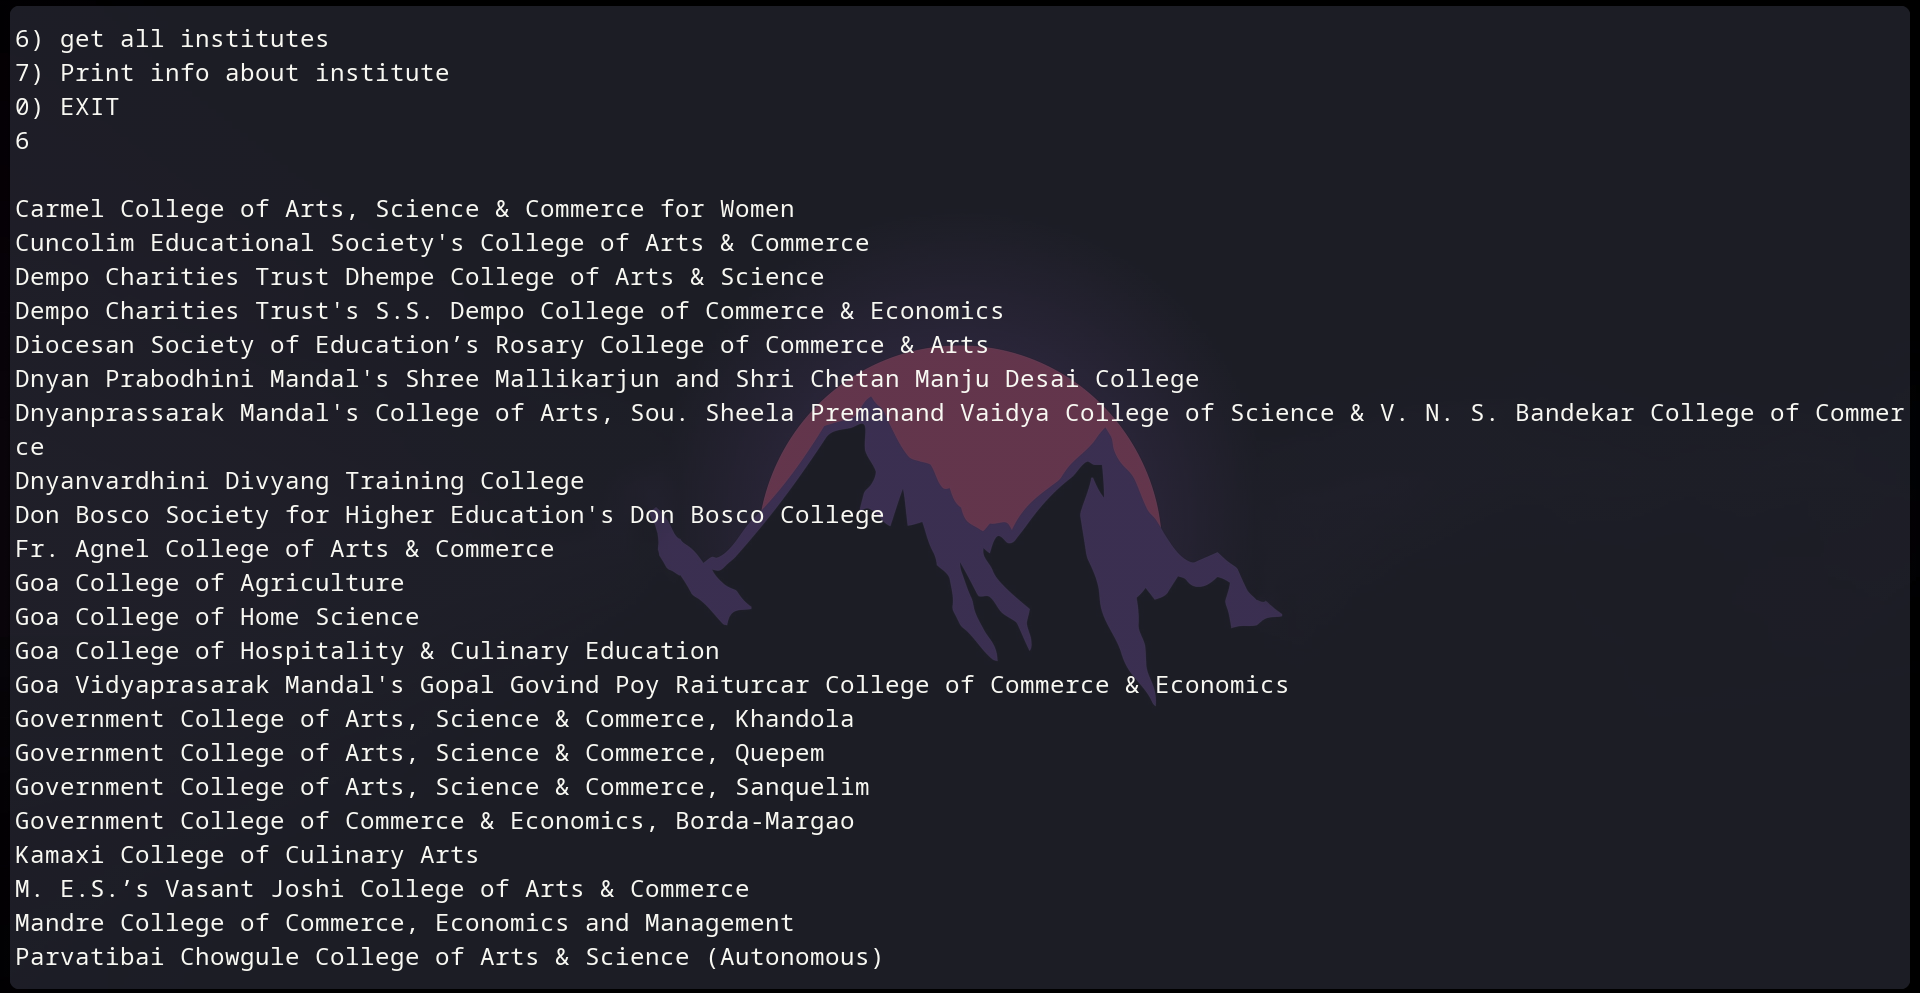 6) get all institutes
7) Print info about institute
0) EXIT
6
Carmel College of Arts, Science & Commerce for Women
Cuncolim Educational Society's College of Arts & Commerce
Dempo Charities Trust Dhempe College of Arts & Science
Dempo Charities Trust's S.S. Dempo College of Commerce & Economics
Diocesan Society of Education’s Rosary College of Commerce & Arts
Dnyan Prabodhini Mandal's Shree Mallikarjun and Shri Chetan Manju Desai College
Dnyanprassarak Mandal's College of Arts, Sou. Sheela Premanand Vaidya College of Science & V. N. S. Bandekar College of Commer
ce
Dnyanvardhini Divyang Training College
Don Bosco Society for Higher Education's Don Bosco College
Fr. Agnel College of Arts & Commerce
Goa College of Agriculture
Goa College of Home Science
Goa College of Hospitality & Culinary Education
Goa Vidyaprasarak Mandal's Gopal Govind Poy Raiturcar College of Commerce & Economics
Government College of Arts, Science & Commerce, Khandola
Government College of Arts, Science & Commerce, Quepem
Government College of Arts, Science & Commerce, Sanquelim
Government College of Commerce & Economics, Borda-Margao
Kamaxi College of Culinary Arts
M. E.S.’s Vasant Joshi College of Arts & Commerce
Mandre College of Commerce, Economics and Management
Parvatibai Chowgule College of Arts & Science (Autonomous)